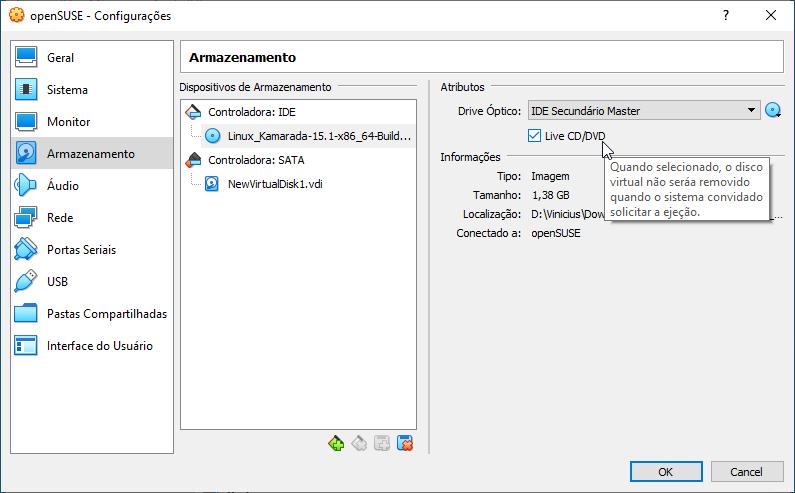 openSUSE - Configurações
?
Geral
Sistema
Monitor
Armazenamento
Áudio
Rede
Portas Seriais
USB
Pastas Compartilhadas
Interface do Usuário
Armazenamento
Dispositivos de Armazenamento
Controladora: IDE
Linux_Kamarada-15.1-x86_64-Build...
Controladora: SATA
NewVirtualDisk1.vdi
Atributos
Drive Óptico: IDE Secundário Master
Live CD/DVD
Informações
Tipo: Imagem
Tamanho: 1,38 GB
Localização: D:\Vinicius\Dow
Conectado a: openSUSE
Quando selecionado, o disco
virtual não seráa removido
quando o sistema convidado
solicitar a ejeção.
OK
Cancel